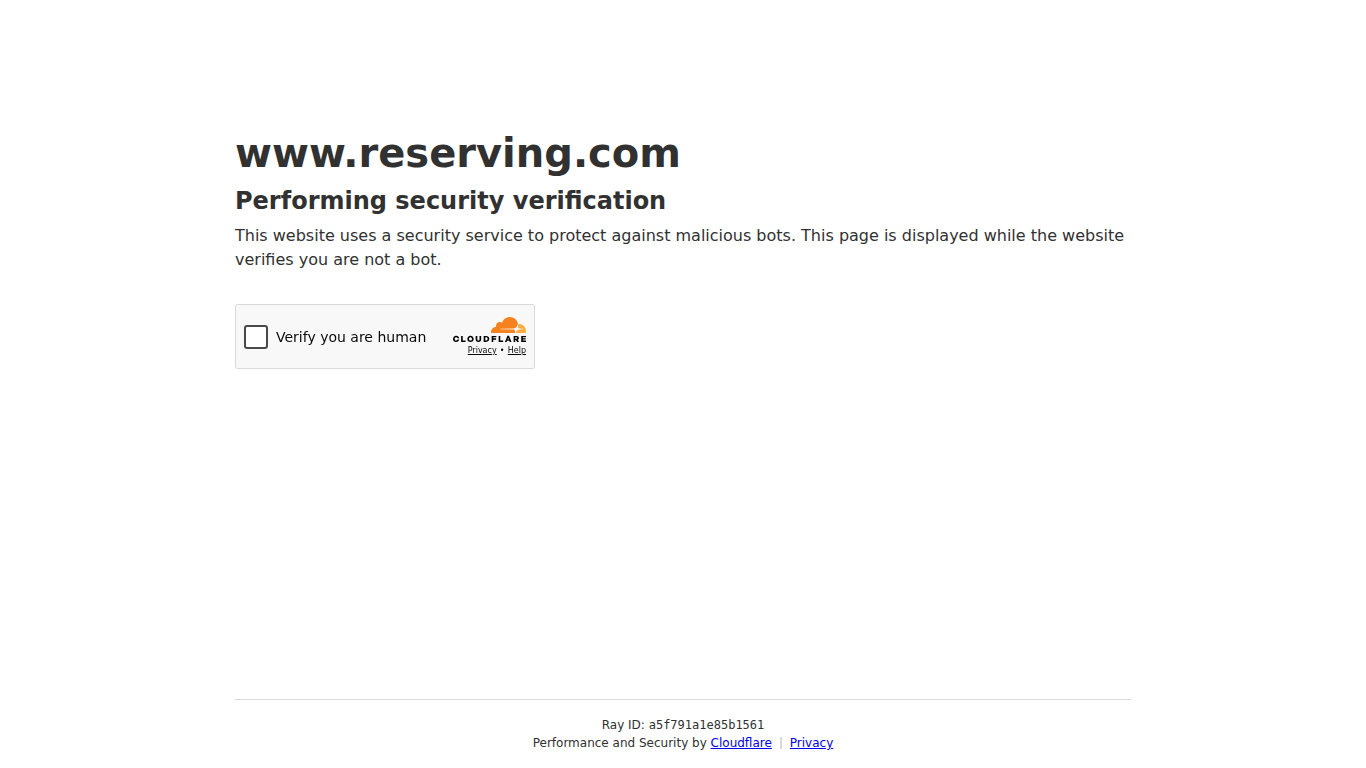 www.reserving.com
Performing security verification
This website uses a security service to protect against malicious bots. This page is displayed while the website
verifies you are not a bot.
Verify you are human
CLOUDFLARE
Privacy • Help
Ray ID: a5f791a1e85b1561
Performance and Security by Cloudflare | Privacy